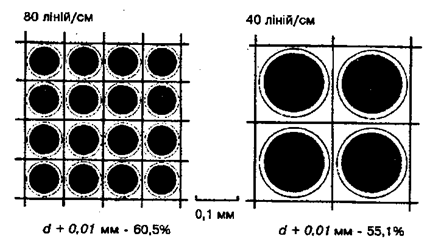 80 ліній/см
40 ліній/см
0,1 мм
d + 0,01 мм - 60,5%
d + 0,01 мм - 55,1%